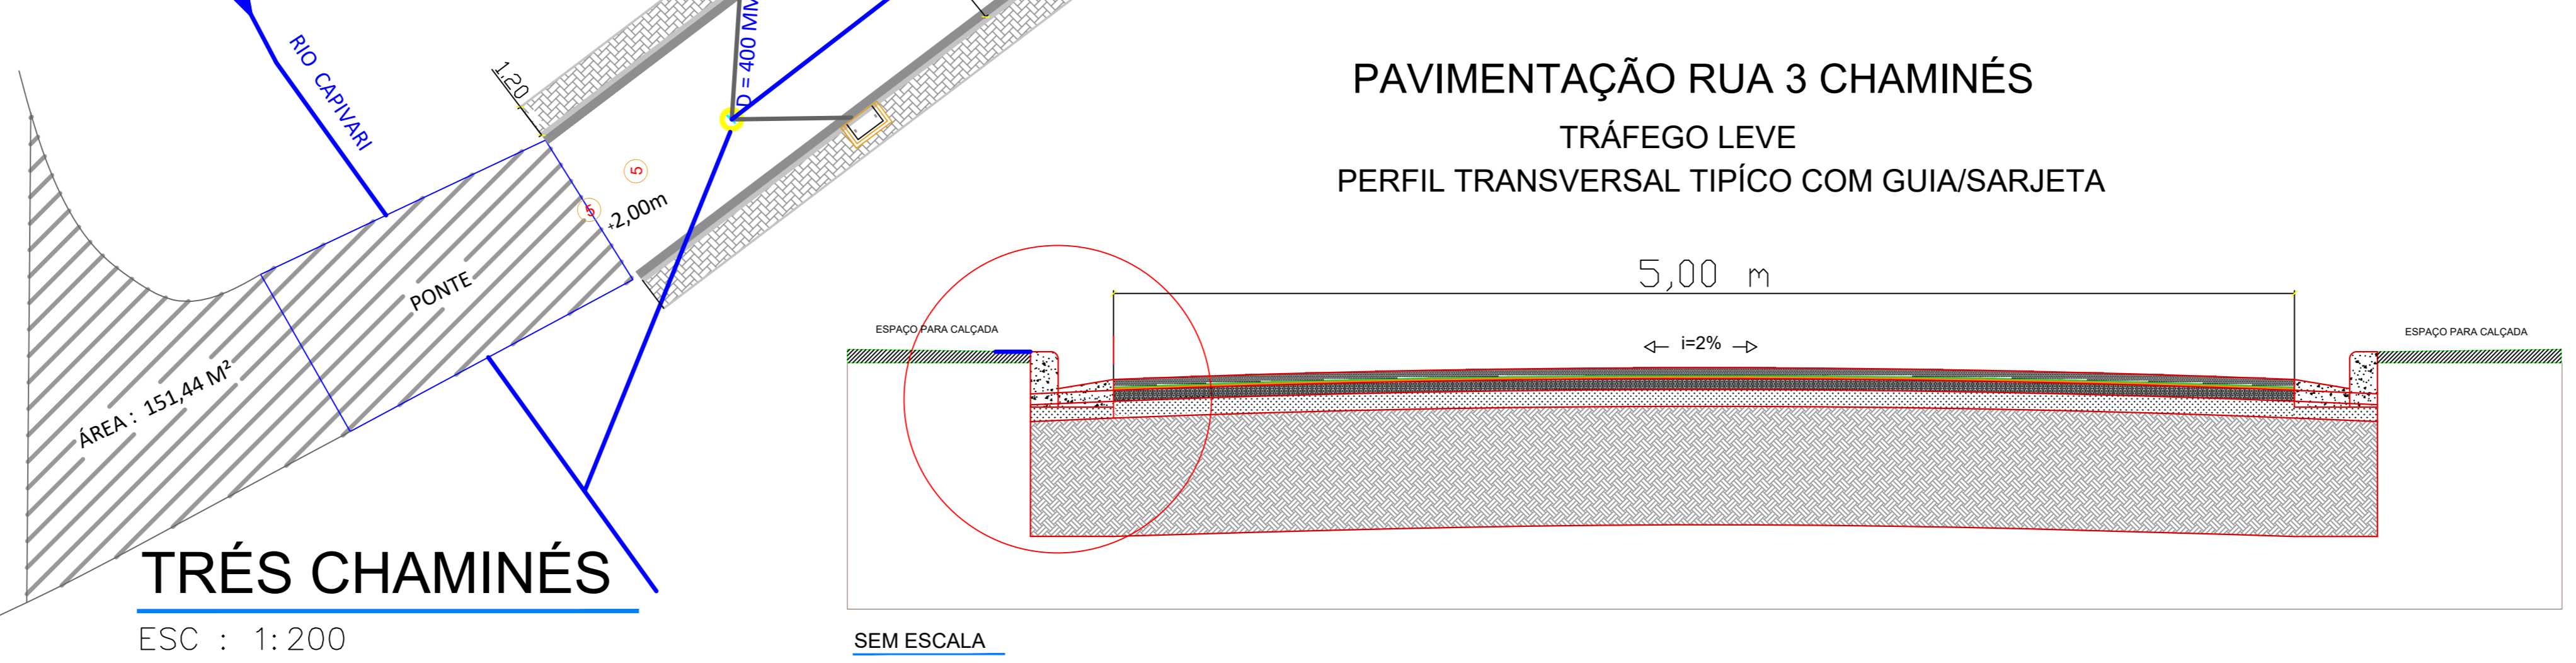 RIO CAPIVARI
1.20
D = 400 MM
5
5
+2,00m
PONTE
ÁREA : 151,44 M²
TRÉS CHAMINÉS
ESC : 1:200
PAVIMENTAÇÃO RUA 3 CHAMINÉS
TRÁFEGO LEVE
PERFIL TRANSVERSAL TIPÍCO COM GUIA/SARJETA
5,00 m
ESPAÇO PARA CALÇADA
i=2%
ESPAÇO PARA CALÇADA
SEM ESCALA